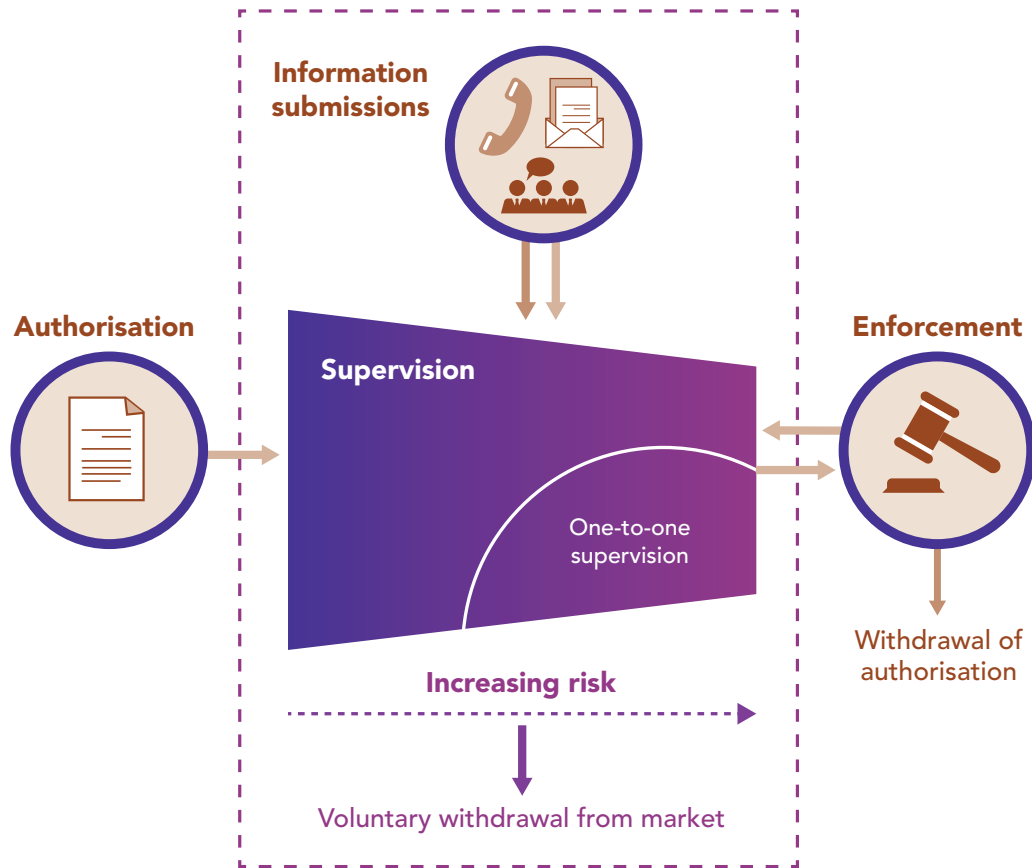 Information
submissions
Authorisation
Enforcement
Supervision
One-to-one
supervision
Withdrawal of
authorisation
Increasing risk
Voluntary withdrawal from market